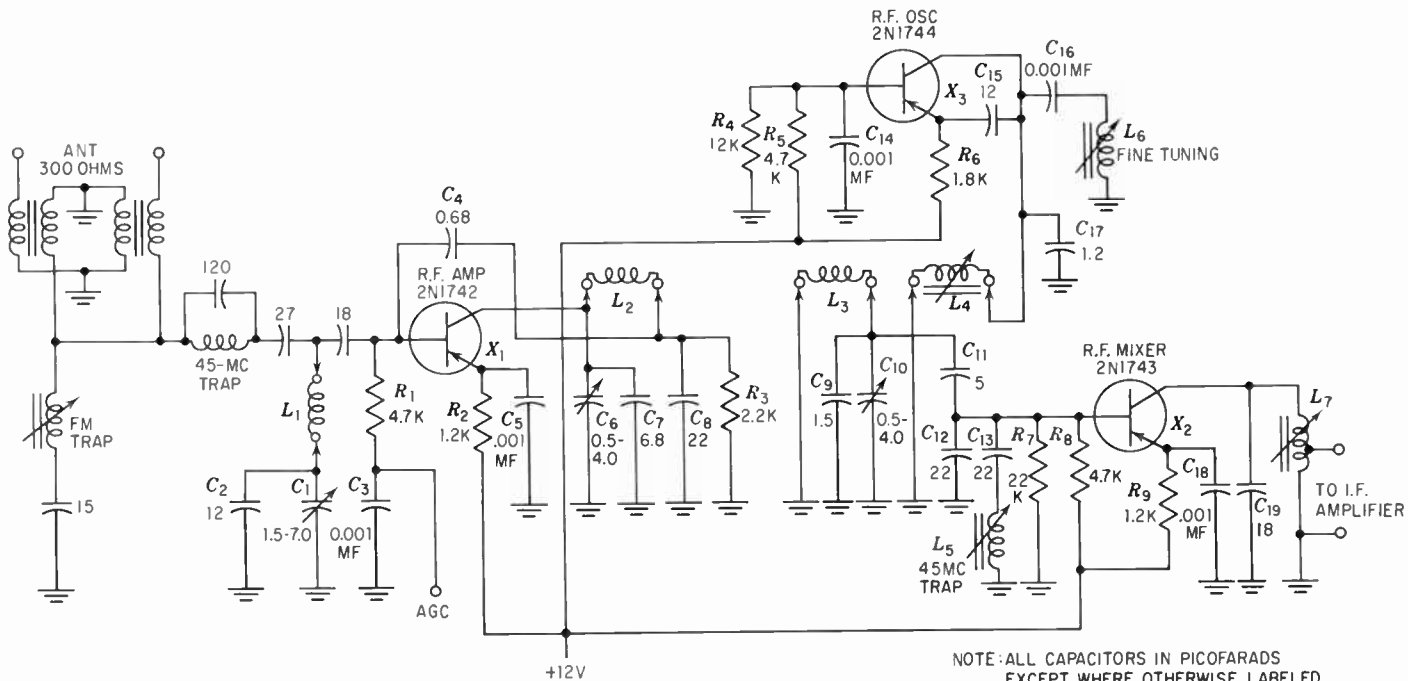 R.F. OSC
2N1744
C16
0.001MF
C15
12
X3
R4
12K
R5
4.7
K
C14
0.001
MF
R6
1.8K
L6
FINE TUNING
C17
1.2
ANT
300 OHMS
C4
0.68
120
R.F. AMP
2N1742
27
18
45-MC
TRAP
X1
L2
L3
L4
FM
TRAP
15
L1
R1
4.7K
R2
1.2K
C5
.001
MF
C6
0.5-
4.0
C7
6.8
C8
22
R3
2.2K
C9
1.5
C10
0.5-
4.0
C11
5
R.F. MIXER
2N1743
X2
L7
C2
12
C1
1.5-7.0
C3
0.001
MF
AGC
C12
22
C13
22
R7
22
K
R8
4.7K
R9
1.2K
C18
.001
MF
C19
18
TO I.F.
AMPLIFIER
L5
45MC
TRAP
+12V
NOTE: ALL CAPACITORS IN PICOFARADS
EXCEPT WHERE OTHERWISE LABELED